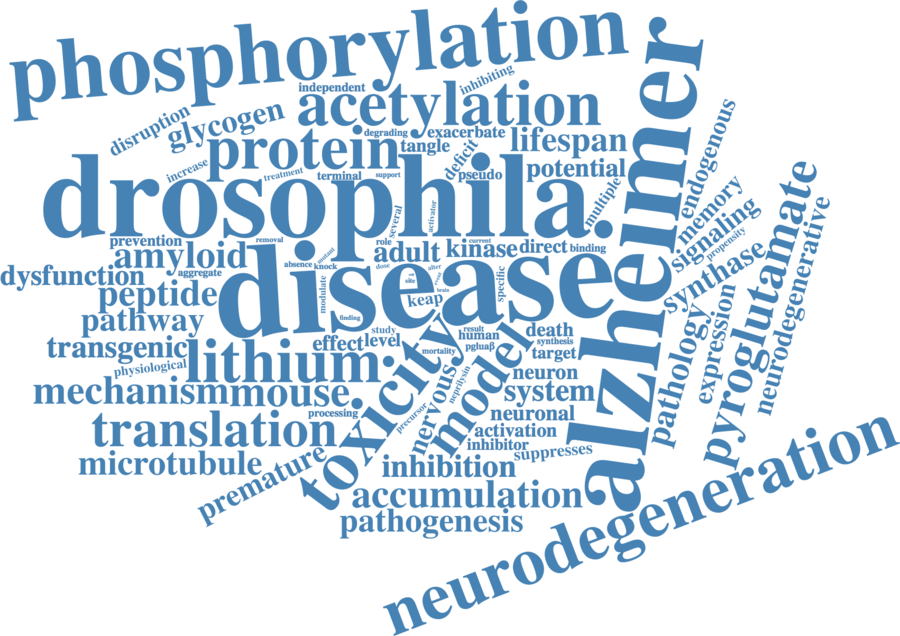 phosphorylation
independent
inhibiting
acetylation
disruption
glycogen
degrading
exacerbate
lifespan
protein
tangle
deficit
increase
treatment
terminal
support
pseudo
potential
drosophila
several
activator
multiple
alzheimer
endogenous
memory
signaling
propensity
prevention
removal
role
current
amyloid
adult
kinase
direct
binding
mutant
absence
knock
dose
alter
dysfunction
aggregate
disease
site
brain
specific
synthase
peptide
modulate
keap
pathway
finding
study
result
death
effect
level
human
synthesis
transgenic
mortality
pgluaβ
target
physiological
lithium
toxicity
model
neuron
pathology
expression
pyroglutamate
neurodegenerative
mechanism
mouse
neprilysin
system
processing
precursor
nervous
neuronal
translation
activation
inhibitor
suppresses
microtubule
premature
inhibition
accumulation
pathogenesis
neurodegeneration